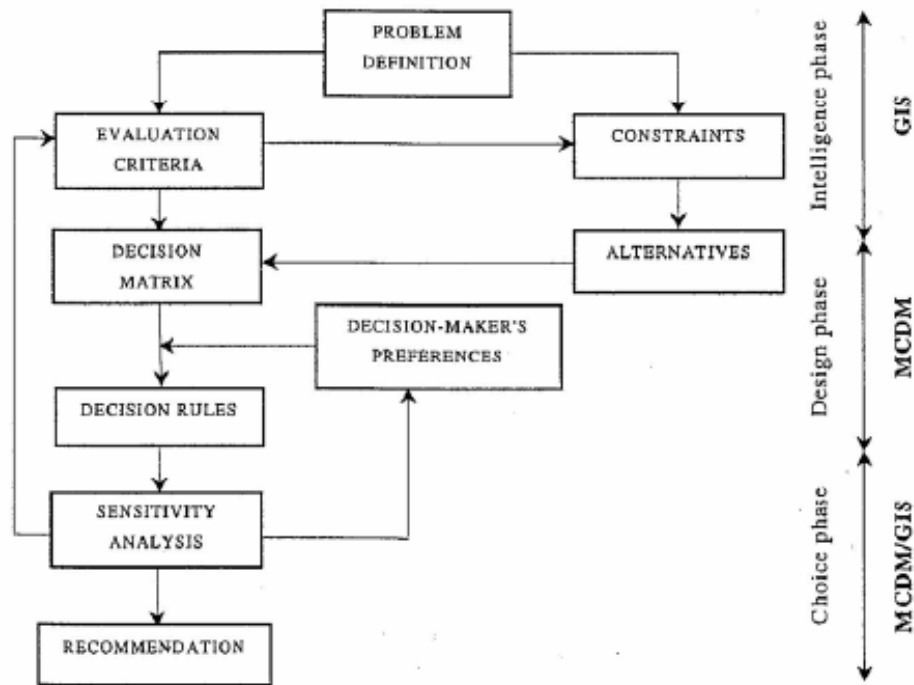 PROBLEM
DEFINITION
EVALUATION
CRITERIA
CONSTRAINTS
DECISION
MATRIX
ALTERNATIVES
DECISION-MAKER'S
PREFERENCES
DECISION RULES
SENSITIVITY
ANALYSIS
RECOMMENDATION
Intelligence phase
GIS
Design phase
MCDM
Choice phase
MCDM/GIS